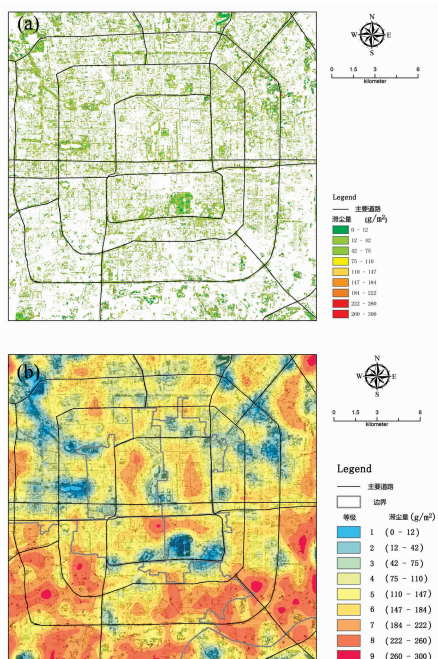 (a)
N
W E
S
0 1.5 3 6
kilometer
Legend
主要道路
滞尘量 (g/m²)
0 - 12
12 - 42
42 - 75
75 - 110
110 - 147
147 - 184
184 - 222
222 - 260
260 - 300
(b)
N
W E
S
0 1.5 3 6
kilometer
Legend
主要道路
边界
等级 滞尘量 (g/m²)
1 (0 - 12)
2 (12 - 42)
3 (42 - 75)
4 (75 - 110)
5 (110 - 147)
6 (147 - 184)
7 (184 - 222)
8 (222 - 260)
9 (260 - 300)